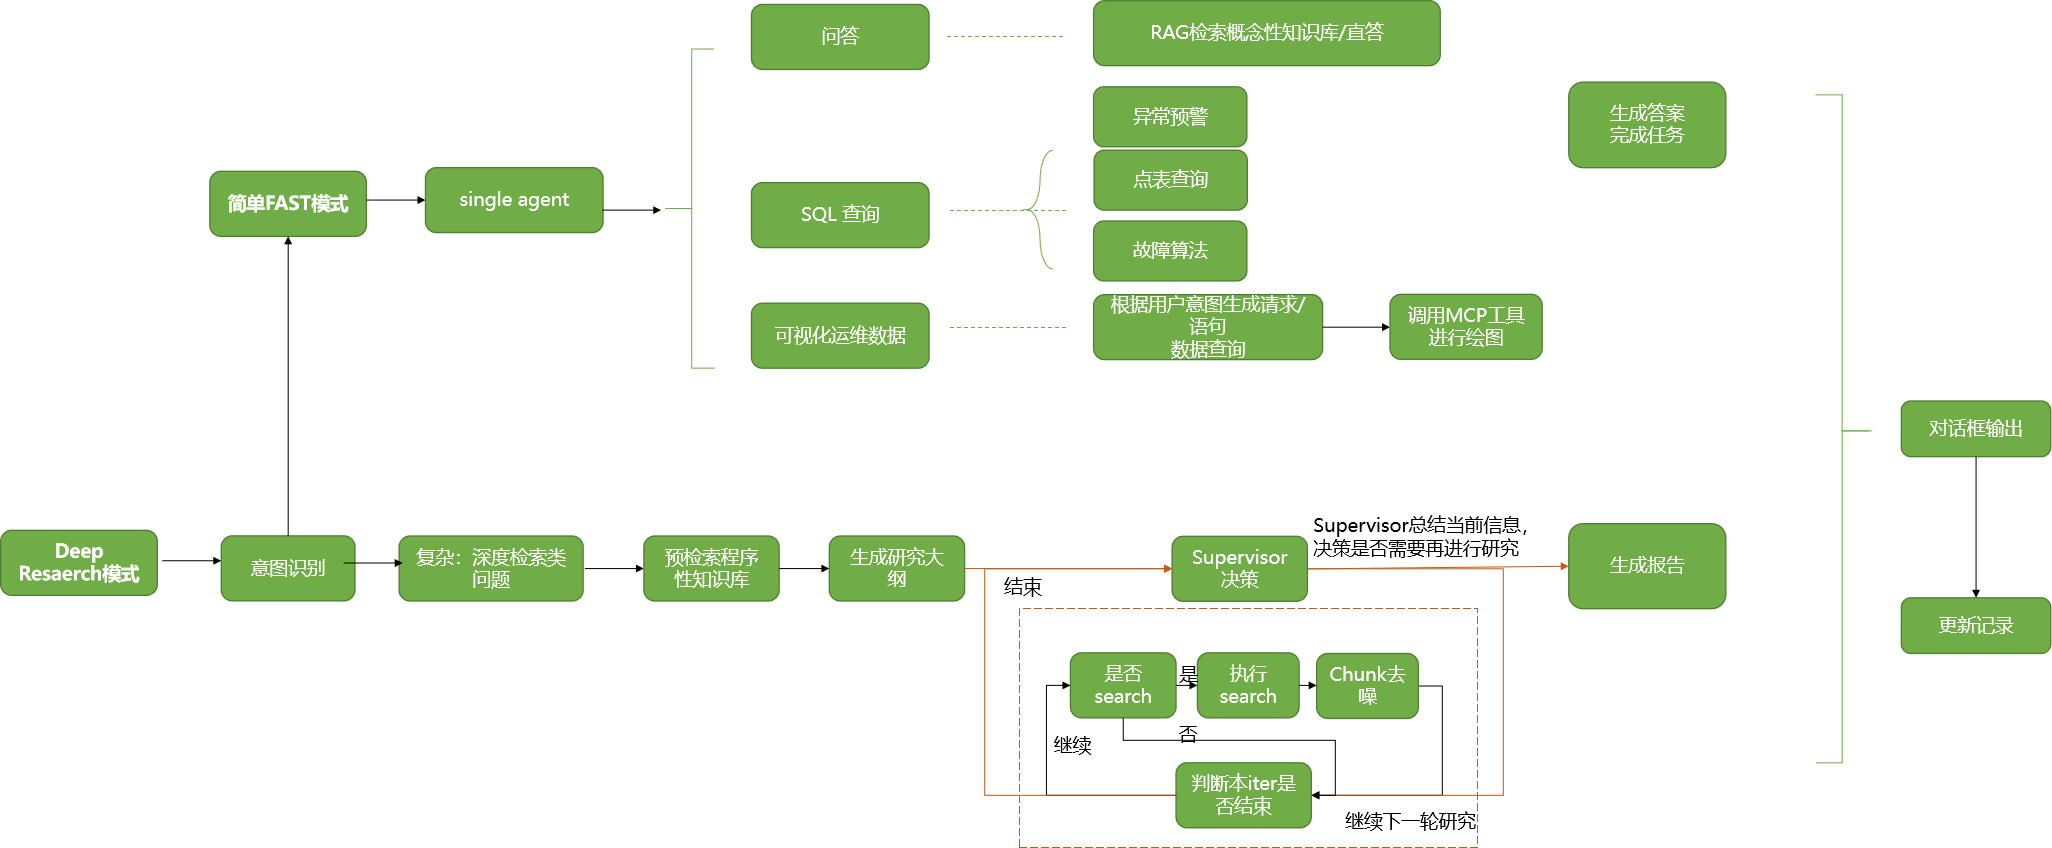 问答
RAG检索概念性知识库/直答
异常预警
生成答案
完成任务
简单FAST模式
single agent
点表查询
SQL 查询
故障算法
可视化运维数据
根据用户意图生成请求/
语句
数据查询
调用MCP工具
进行绘图
对话框输出
Deep
Resaerch模式
意图识别
复杂：深度检索类
问题
预检索程序
性知识库
生成研究大
纲
结束
Supervisor
决策
Supervisor总结当前信息，
决策是否需要再进行研究
生成报告
更新记录
是否
search
是
执行
search
Chunk去
噪
继续
否
判断本iter是
否结束
继续下一轮研究